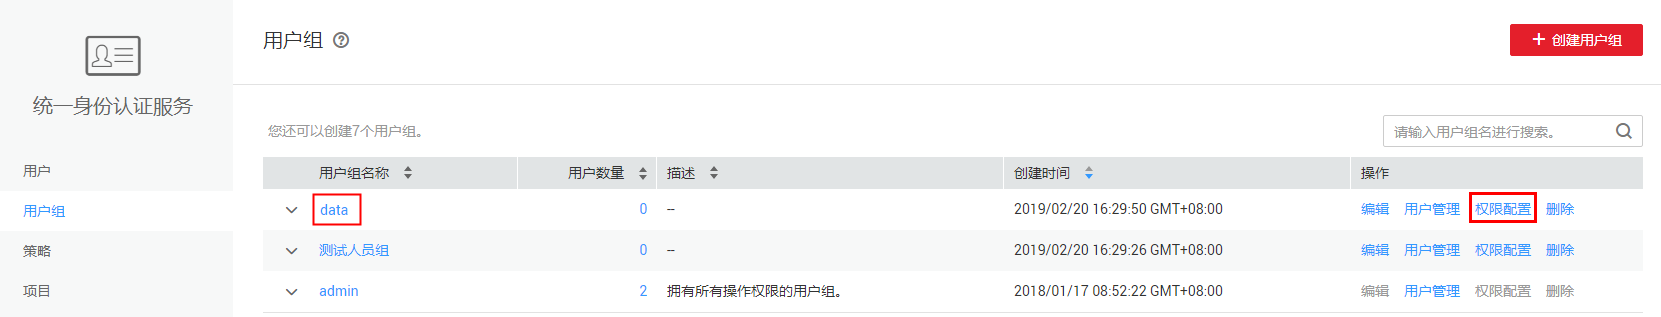 统一身份认证服务
用户
用户组
策略
项目
用户组 ?
+ 创建用户组
您还可以创建7个用户组。
请输入用户组名进行搜索。
用户组名称 用户数量 描述 创建时间 操作
data 0 -- 2019/02/20 16:29:50 GMT+08:00 编辑 用户管理 权限配置 删除
测试人员组 0 -- 2019/02/20 16:29:26 GMT+08:00 编辑 用户管理 权限配置 删除
admin 2 拥有所有操作权限的用户组。 2018/01/17 08:52:22 GMT+08:00 编辑 用户管理 权限配置 删除